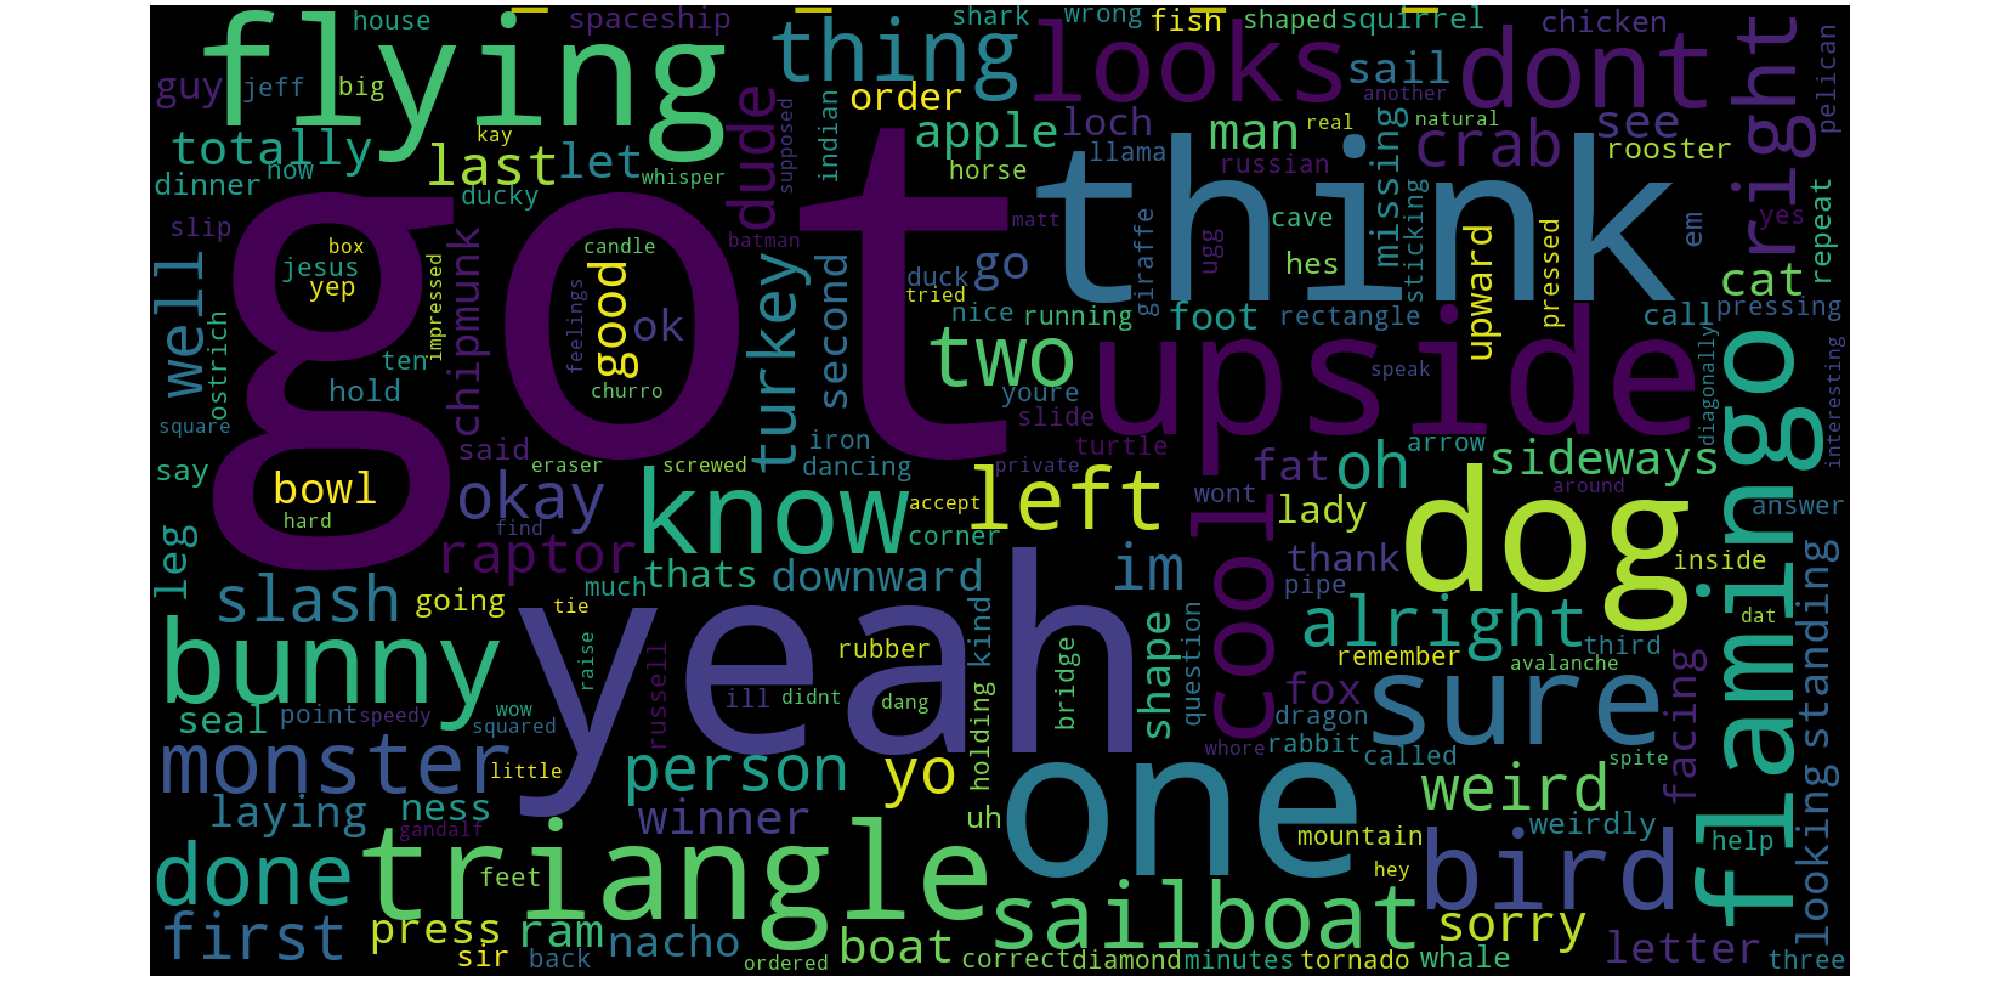 house
spaceship
shark
wrong
fish
shaped
squirrel
chicken
flying
thing
looks
dont
right
guy
jeff
big
order
sail
another
pelican
totally
kay
last
let
whisper
dude
supposed
indian
apple
loch
man
real
missing
natural
crab
see
rooster
dinner
now
ducky
horse
llama
russian
think
slip
got
matt
cave
sticking
em
yes
repeat
box
candle
batman
jesus
yep
chipmunk
feelings
good
ok
turkey
second
duck
go
tried
giraffe
ugg
hes
upward
pressed
cat
well
impressed
nice
running
foot
rectangle
call
pressing
ostrich
ten
hold
churro
two
youre
upside
speak
diagonally
interesting
square
slide
said
iron
turtle
arrow
say
eraser
screwed
dancing
private
fat
oh
sideways
flamingo
bowl
okay
know
accept
left
wont
lady
dog
around
answer
hard
find
corner
cool
leg
raptor
thats
downward
im
thank
inside
much
pipe
slash
going
tie
yeah
kind
alright
dat
looking
standing
bunny
raise
rubber
holding
bridge
shape
question
remember
third
avalanche
russell
ill
didnt
dang
fox
sure
facing
seal
point
speedy
wow
squared
dragon
monster
little
person
yo
whore
rabbit
called
spite
laying
ness
winner
uh
one
weird
gandalf
mountain
weirdly
help
done
triangle
feet
hey
bird
first
press
ram
nacho
boat
sailboat
sorry
letter
sir
back
ordered
correct
diamond
minutes
tornado
whale
three